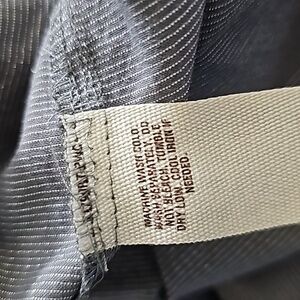 MACHINE WASH COLD.
WASH SEPARATELY. DO
NOT BLEACH. TUMBLE
DRY LOW. COOL IRON IF
NEEDED.